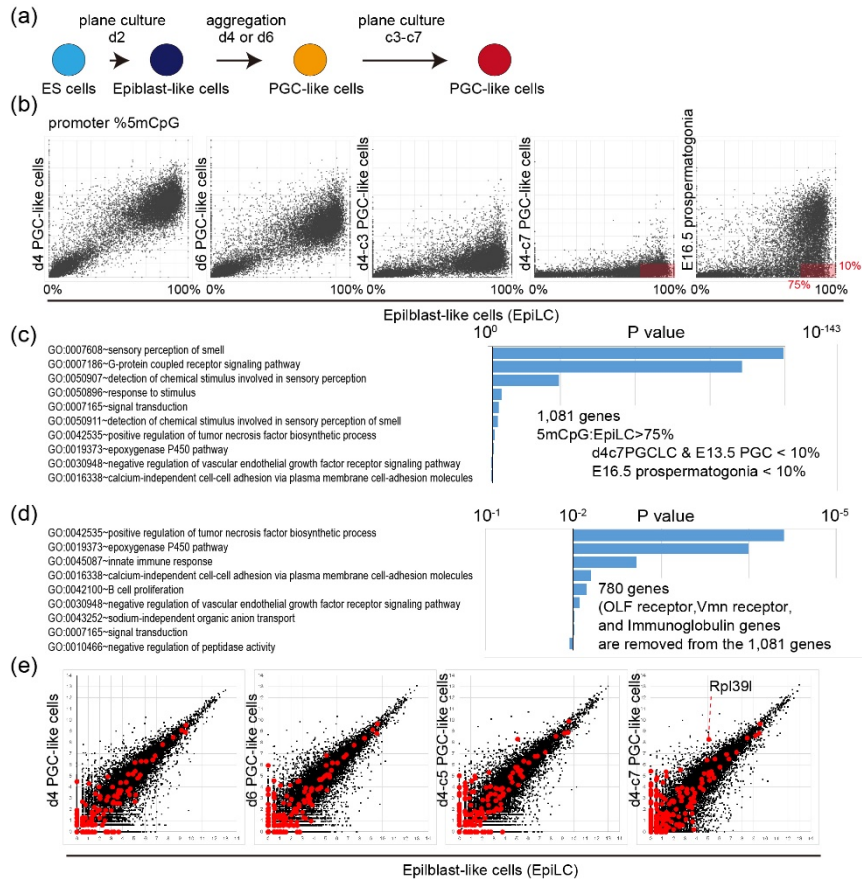 (a)
plane culture
d2
aggregation
d4 or d6
plane culture
c3-c7
ES cells
Epiblast-like cells
PGC-like cells
PGC-like cells
(b)
promoter %5mCpG
d4 PGC-like cells
d6 PGC-like cells
d4-c3 PGC-like cells
d4-c7 PGC-like cells
E16.5 prospermatogonia
10%
75%
0% 100% 0% 100% 0% 100% 0% 100% 0% 100%
Epilblast-like cells (EpiLC)
(c)
10^0 P value 10^-143
GO:0007608~sensory perception of smell
GO:0007186~G-protein coupled receptor signaling pathway
GO:0050907~detection of chemical stimulus involved in sensory perception
GO:0050896~response to stimulus
GO:0007165~signal transduction
GO:0050911~detection of chemical stimulus involved in sensory perception of smell
GO:0042535~positive regulation of tumor necrosis factor biosynthetic process
GO:0019373~epoxygenase P450 pathway
GO:0030948~negative regulation of vascular endothelial growth factor receptor signaling pathway
GO:0016338~calcium-independent cell-cell adhesion via plasma membrane cell-adhesion molecules
1,081 genes
5mCpG:EpiLC>75%
d4c7PGCLC & E13.5 PGC < 10%
E16.5 prospermatogonia < 10%
(d)
10^-1 10^-2 P value 10^-5
GO:0042535~positive regulation of tumor necrosis factor biosynthetic process
GO:0019373~epoxygenase P450 pathway
GO:0045087~innate immune response
GO:0016338~calcium-independent cell-cell adhesion via plasma membrane cell-adhesion molecules
GO:0042100~B cell proliferation
GO:0030948~negative regulation of vascular endothelial growth factor receptor signaling pathway
GO:0043252~sodium-independent organic anion transport
GO:0007165~signal transduction
GO:0010466~negative regulation of peptidase activity
780 genes
(OLF receptor,Vmn receptor,
and Immunoglobulin genes
are removed from the 1,081 genes
(e)
d4 PGC-like cells
d6 PGC-like cells
d4-c5 PGC-like cells
d4-c7 PGC-like cells
Rpl39l
Epilblast-like cells (EpiLC)